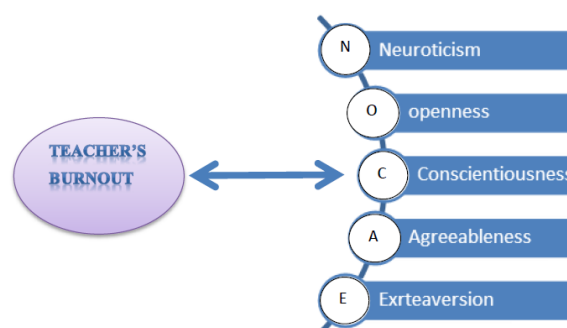 TEACHER'S
BURNOUT
N Neuroticism
O openness
C Conscientiousness
A Agreeableness
E Exrteaversion